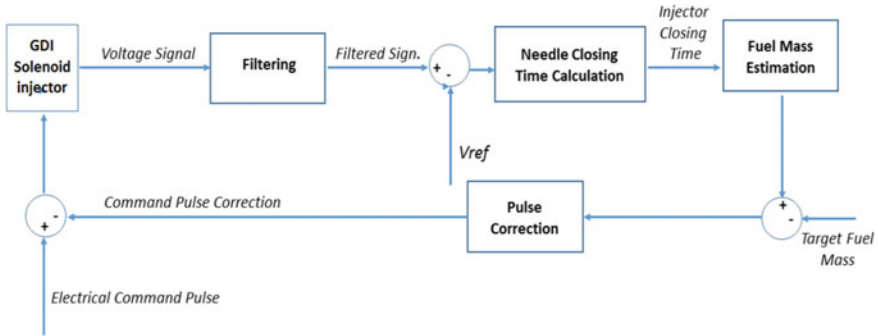 GDI
Solenoid
injector
Voltage Signal
Filtering
Filtered Sign.
+
-
Needle Closing
Time Calculation
Injector
Closing
Time
Fuel Mass
Estimation
Vref
Command Pulse Correction
Pulse
Correction
+
-
Target Fuel
Mass
-
+
Electrical Command Pulse